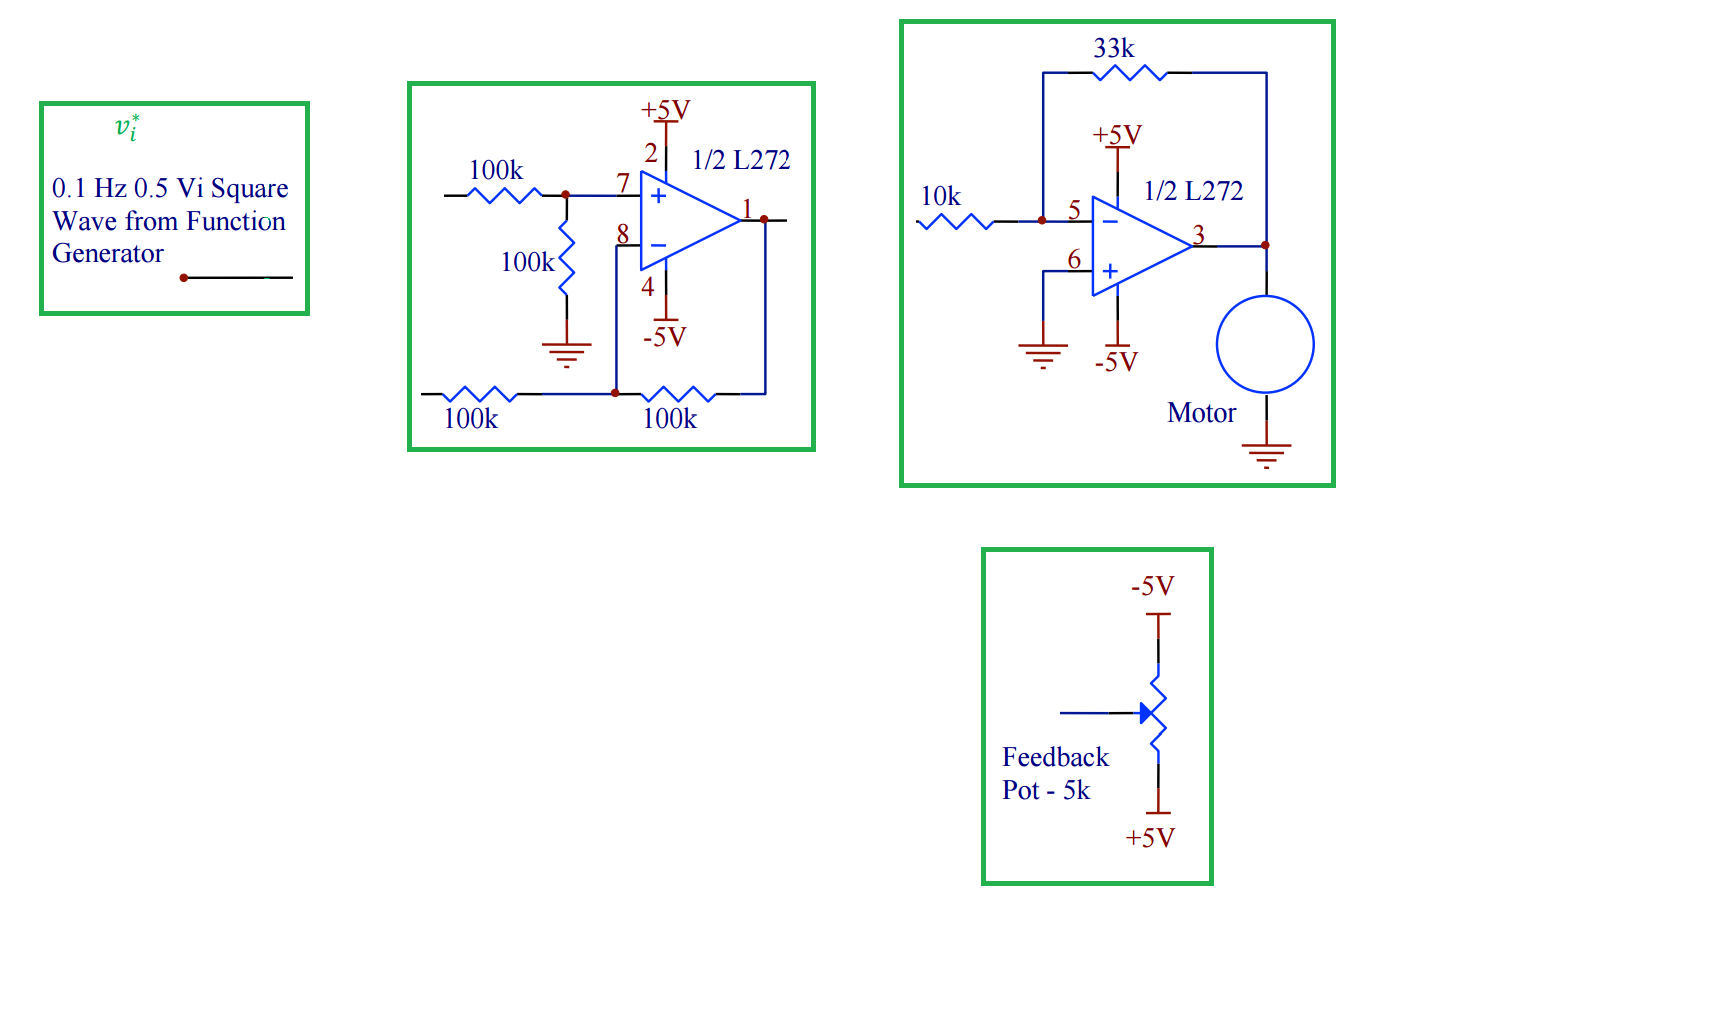 v_i^*
0.1 Hz 0.5 Vi Square
Wave from Function
Generator
+5V
2
1/2 L272
100k
7
+
1
8
−
100k
4
-5V
100k
100k
33k
+5V
1/2 L272
10k
5
−
3
6
+
-5V
Motor
-5V
Feedback
Pot - 5k
+5V